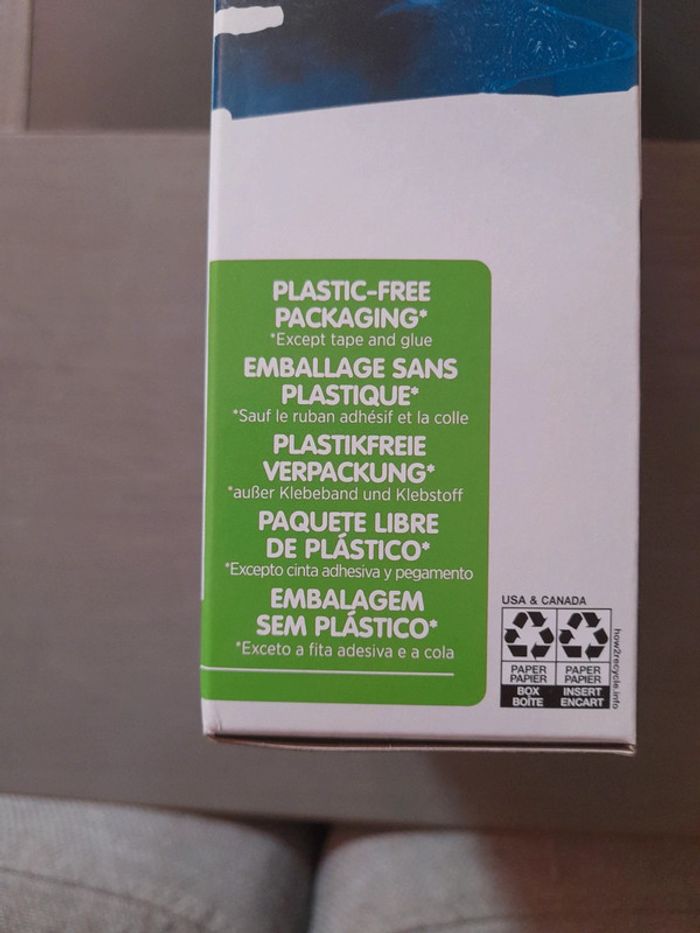 PLASTIC-FREE
PACKAGING*
*Except tape and glue
EMBALLAGE SANS
PLASTIQUE*
*Sauf le ruban adhésif et la colle
PLASTIKFREIE
VERPACKUNG*
*außer Klebeband und Klebstoff
PAQUETE LIBRE
DE PLÁSTICO*
*Excepto cinta adhesiva y pegamento
EMBALAGEM
SEM PLÁSTICO*
*Exceto a fita adesiva e a cola
USA & CANADA
PAPER PAPER
PAPIER PAPIER
BOX INSERT
BOÎTE ENCART
how2recycle.info